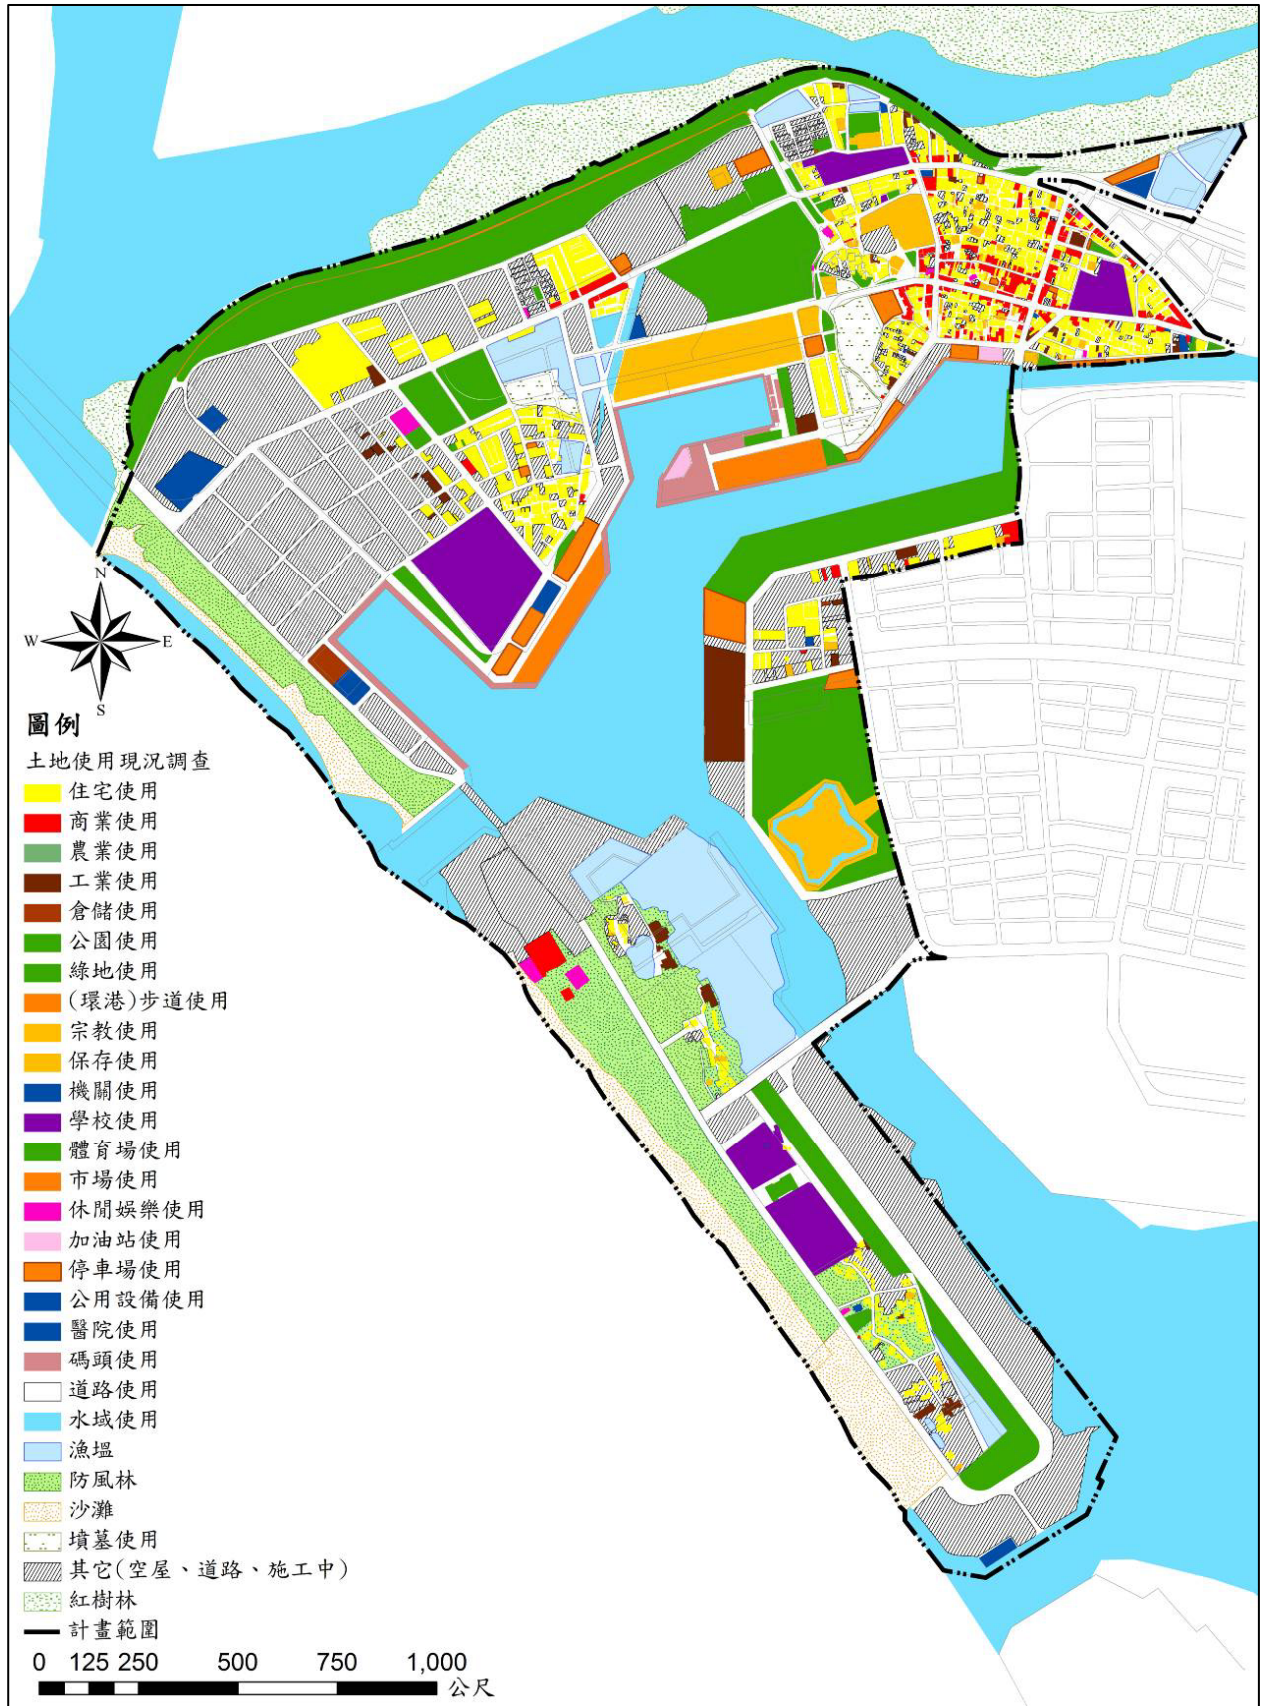 N
W
E
S
圖例
土地使用現況調查
住宅使用
商業使用
農業使用
工業使用
倉儲使用
公園使用
綠地使用
(環港)步道使用
宗教使用
保存使用
機關使用
學校使用
體育場使用
市場使用
休閒娛樂使用
加油站使用
停車場使用
公用設備使用
醫院使用
碼頭使用
道路使用
水域使用
漁塭
防風林
沙灘
墳墓使用
其它(空屋、道路、施工中)
紅樹林
計畫範圍
0 125 250 500 750 1,000
公尺